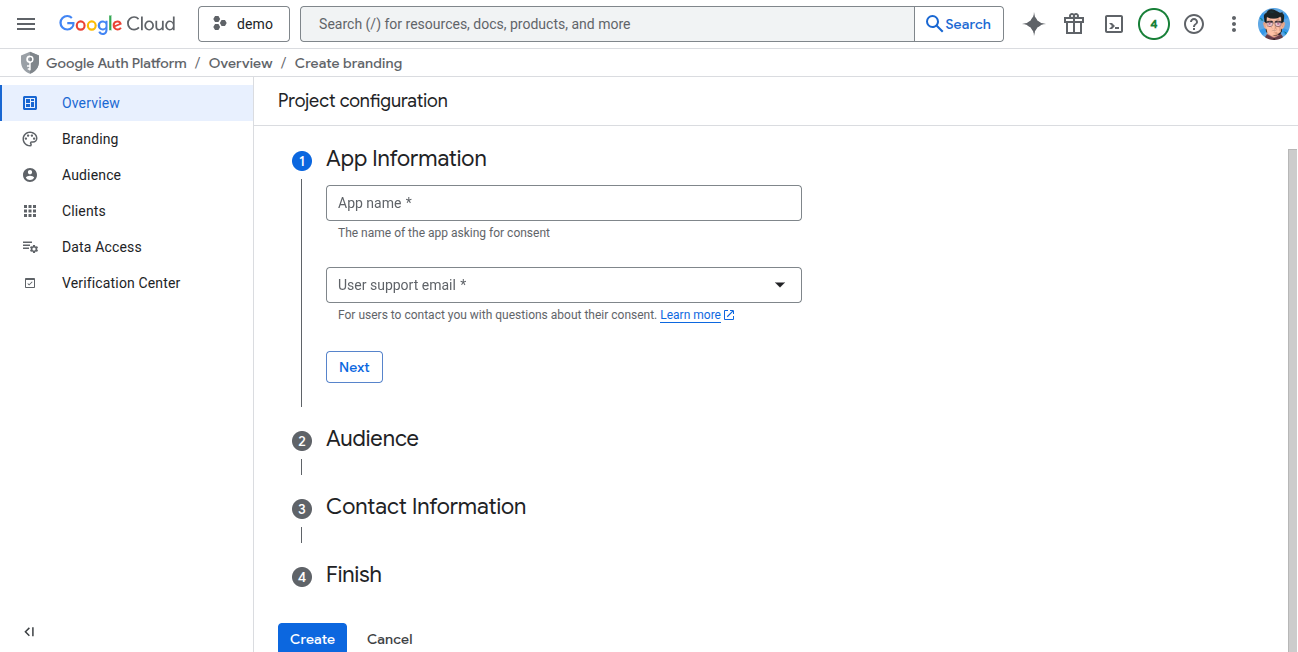 Google Cloud
demo
Search (/) for resources, docs, products, and more
Search
4
Google Auth Platform / Overview / Create branding
Overview
Branding
Audience
Clients
Data Access
Verification Center
Project configuration
1 App Information
App name *
The name of the app asking for consent
User support email *
For users to contact you with questions about their consent. Learn more
Next
2 Audience
3 Contact Information
4 Finish
Create Cancel